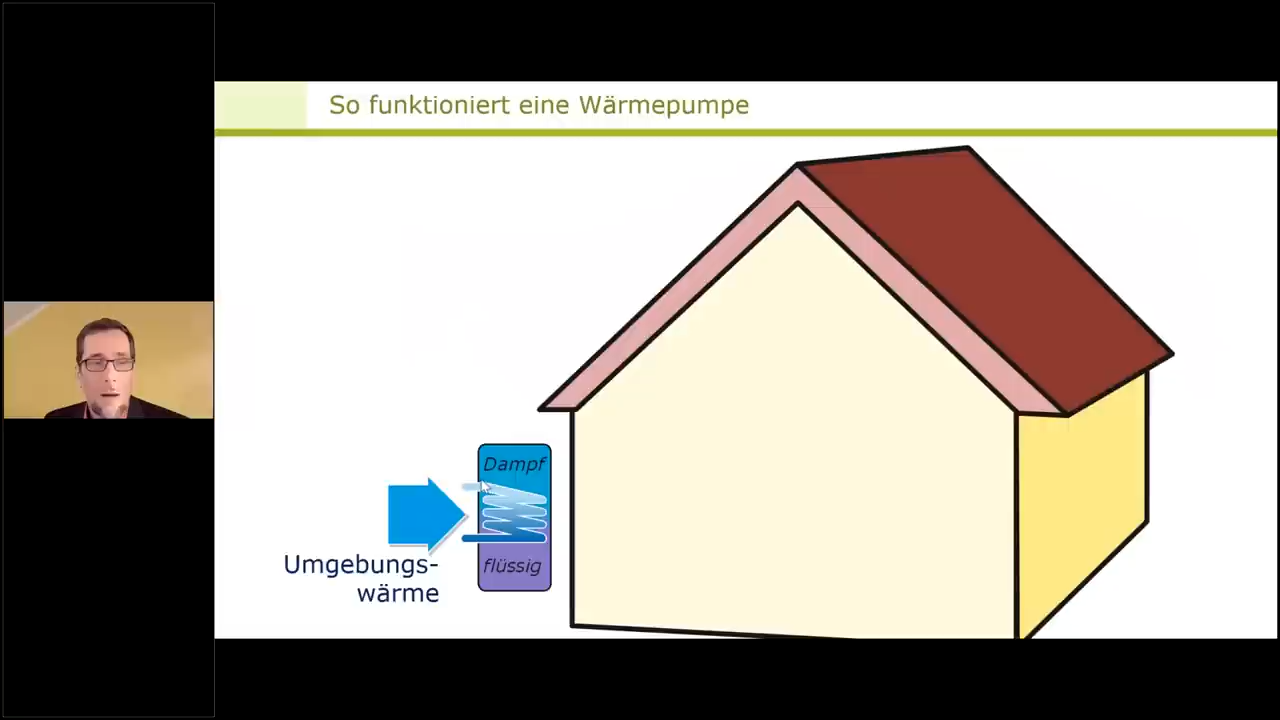 So funktioniert eine Wärmepumpe
Dampf
flüssig
Umgebungs-
wärme